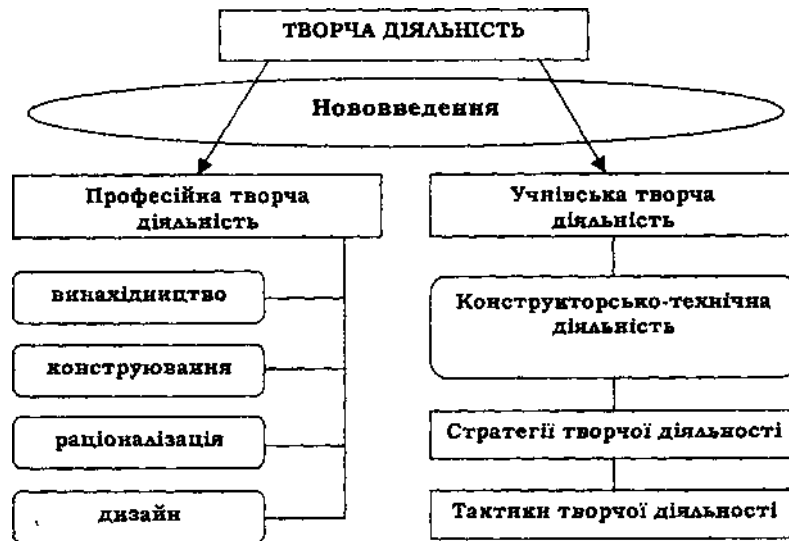 ТВОРЧА ДІЯЛЬНІСТЬ
Нововведення
Професійна творча
діяльність
винахідництво
конструювання
раціоналізація
дизайн
Учнівська творча
діяльність
Конструкторсько-технічна
діяльність
Стратегії творчої діяльності
Тактики творчої діяльності